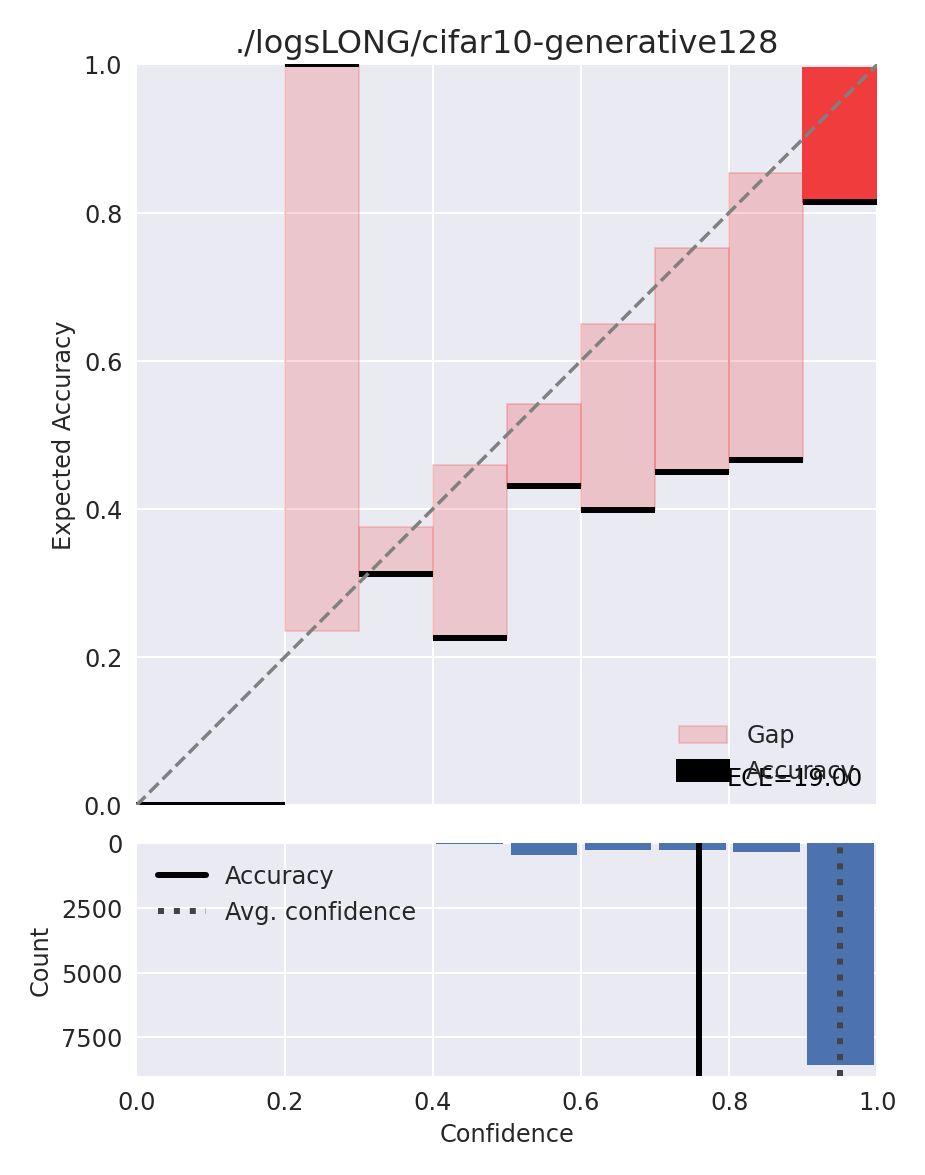 ./logsLONG/cifar10-generative128
1.0
0.8
0.6
0.4
0.2
0.0
Expected Accuracy
Gap
Accuracy
ECE=19.00
0
2500
5000
7500
Count
Accuracy
Avg. confidence
0.0 0.2 0.4 0.6 0.8 1.0
Confidence